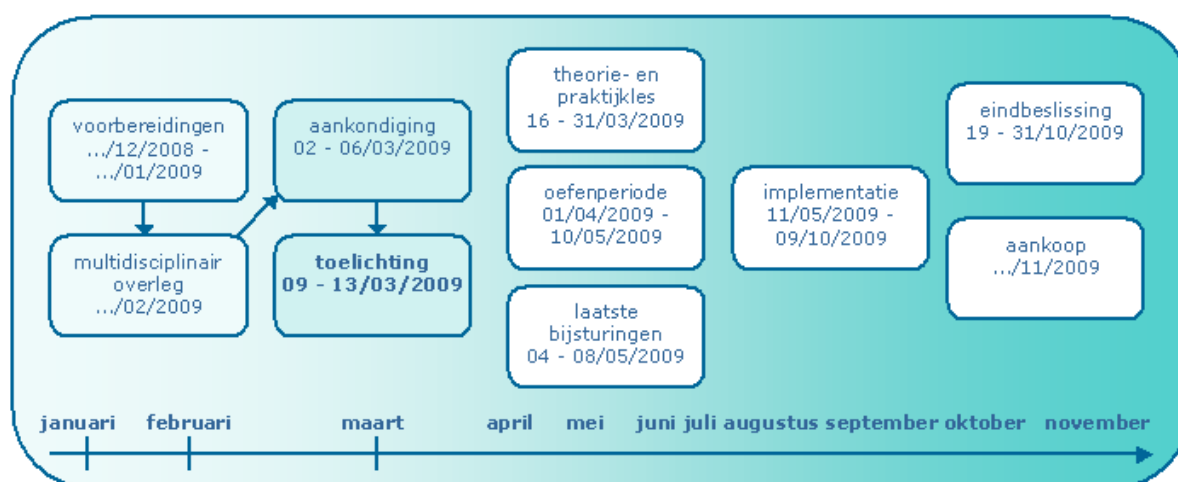 voorbereidingen
.../12/2008 -
.../01/2009
multidisciplinair
overleg
.../02/2009
aankondiging
02 - 06/03/2009
toelichting
09 - 13/03/2009
theorie- en
praktijkles
16 - 31/03/2009
oefenperiode
01/04/2009 -
10/05/2009
laatste
bijsturingen
04 - 08/05/2009
implementatie
11/05/2009 -
09/10/2009
eindbeslissing
19 - 31/10/2009
aankoop
.../11/2009
januari februari maart april mei juni juli augustus september oktober november